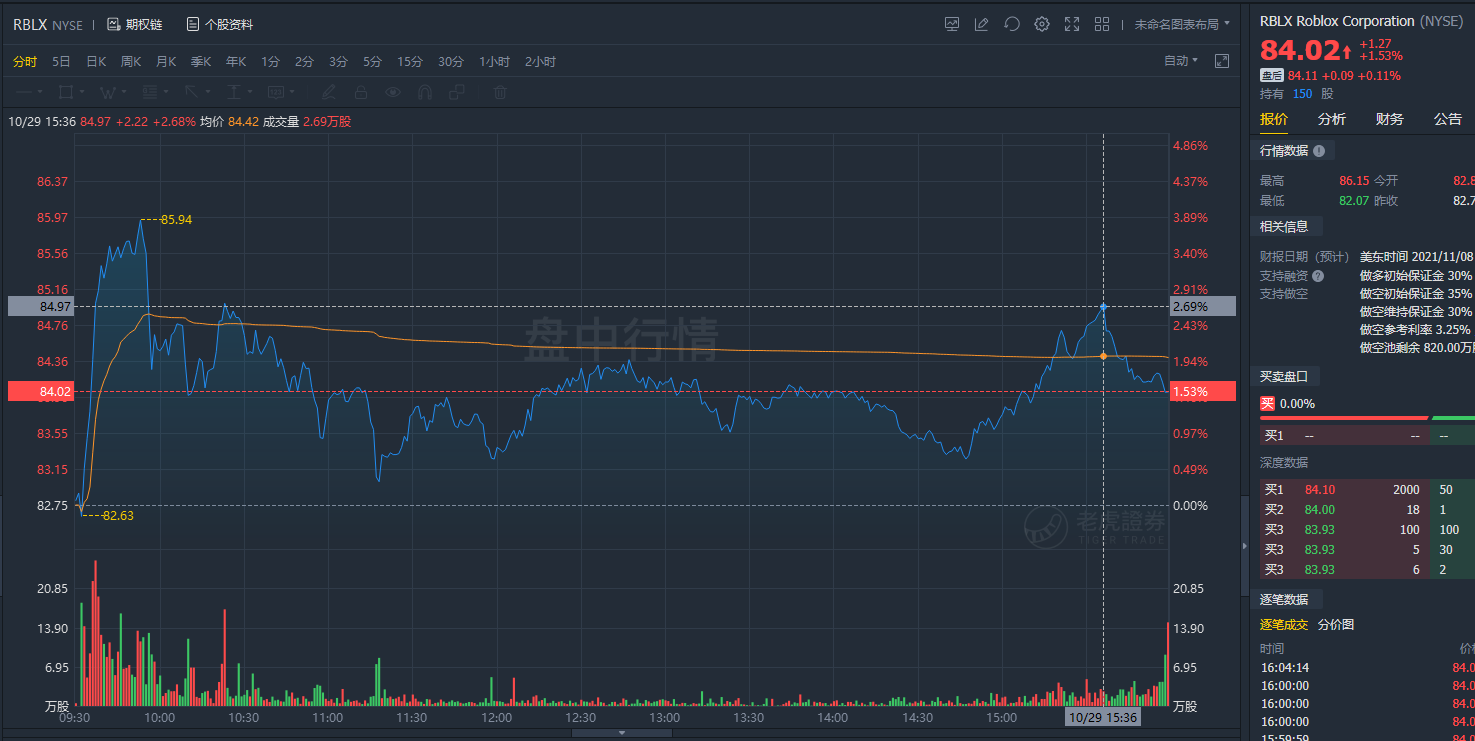 RBLX NYSE | 期权链 个股资料 | 未命名图表布局
分时 5日 日K 周K 月K 季K 年K 1分 2分 3分 5分 15分 30分 1小时 2小时 自动
10/29 15:36 84.97 +2.22 +2.68% 均价 84.42 成交量 2.69万股
4.86%
86.37 4.37%
85.97 85.94 3.89%
85.56 3.40%
85.16 2.91%
84.97 2.69%
84.76 2.43%
盘中行情
84.36 1.94%
84.02 1.53%
83.55 0.97%
83.15 0.49%
82.75 0.00%
82.63
老虎證券
TIGER TRADE
20.85 20.85
13.90 13.90
6.95 6.95
万股 万股
09:30 10:00 10:30 11:00 11:30 12:00 12:30 13:00 13:30 14:00 14:30 15:00 10/29 15:36
RBLX Roblox Corporation (NYSE)
84.02 +1.27
+1.53%
盘后 84.11 +0.09 +0.11%
持有 150 股
报价 分析 财务 公告
行情数据
最高 86.15 今开 82.8
最低 82.07 昨收 82.7
相关信息
财报日期（预计） 美东时间 2021/11/08
支持融资 ? 做多初始保证金 30%
支持做空 做空初始保证金 35%
做空维持保证金 30%
做空参考利率 3.25%
做空池剩余 820.00万
买卖盘口
买 0.00%
买1 -- -- --
深度数据
买1 84.10 2000 50
买2 84.00 18 1
买3 83.93 100 100
买3 83.93 5 30
买3 83.93 6 2
逐笔数据
逐笔成交 分价图
时间 价
16:04:14 84.0
16:00:00 84.0
16:00:00 84.0
16:00:00 84.0
15:59:59 84.0